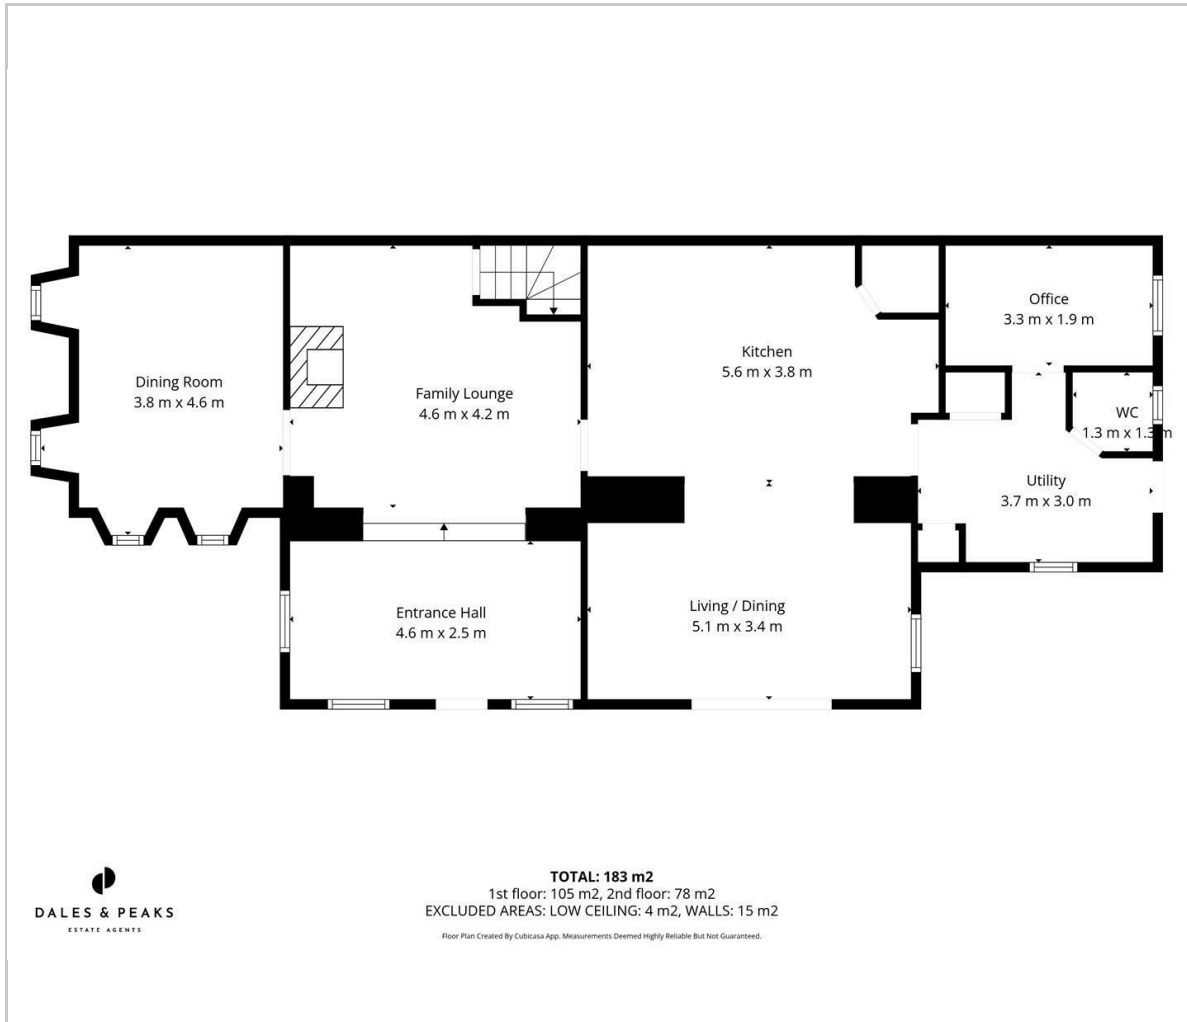 Office
3.3 m x 1.9 m
Kitchen
5.6 m x 3.8 m
Dining Room
3.8 m x 4.6 m
Family Lounge
4.6 m x 4.2 m
WC
1.3 m x 1.3 m
Utility
3.7 m x 3.0 m
Living / Dining
5.1 m x 3.4 m
Entrance Hall
4.6 m x 2.5 m
TOTAL: 183 m2
1st floor: 105 m2, 2nd floor: 78 m2
EXCLUDED AREAS: LOW CEILING: 4 m2, WALLS: 15 m2
Floor Plan Created By Cubicasa App. Measurements Deemed Highly Reliable But Not Guaranteed.
DALES & PEAKS
ESTATE AGENTS